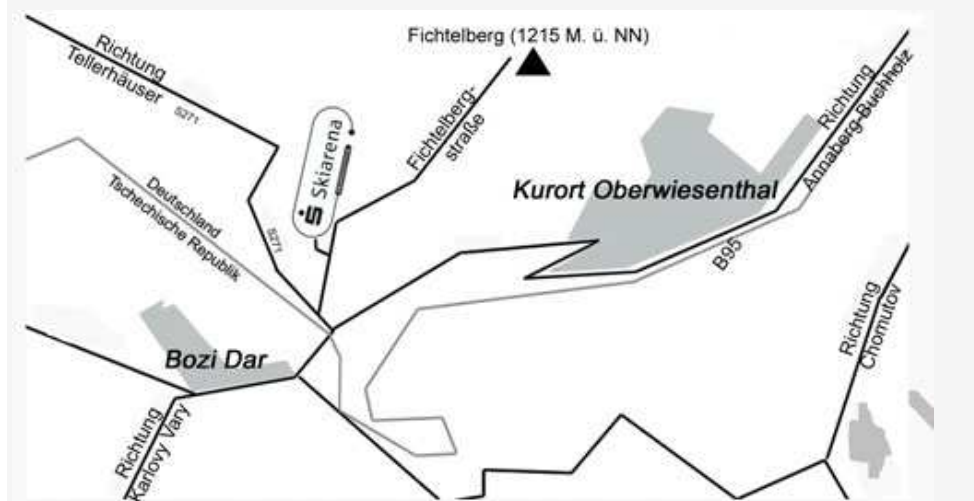 Fichtelberg (1215 M. ü. NN)
Richtung
Tellerhäuser
S271
Skiarena
Fichtelberg-
straße
Richtung
Annaberg-Buchholz
Kurort Oberwiesenthal
Deutschland
Tschechische Republik
S271
B95
Richtung
Chomutov
Bozi Dar
Richtung
Karlovy Vary